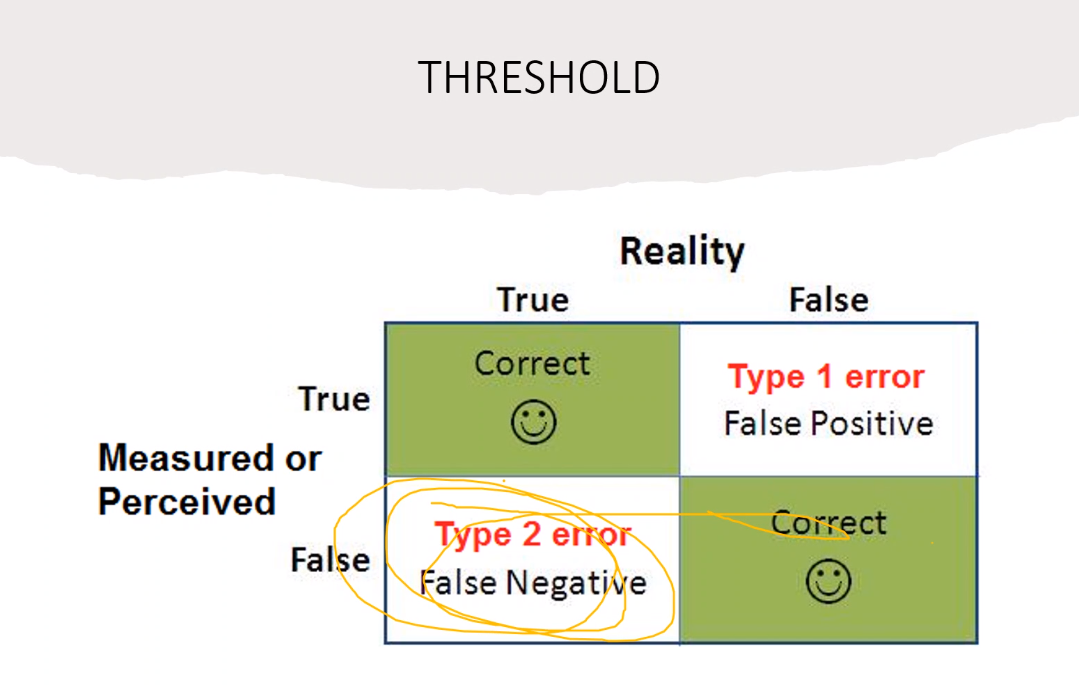 THRESHOLD
Reality
True False
Correct
Type 1 error
True
False Positive
Measured or
Perceived
Correct
Type 2 error
False
False Negative